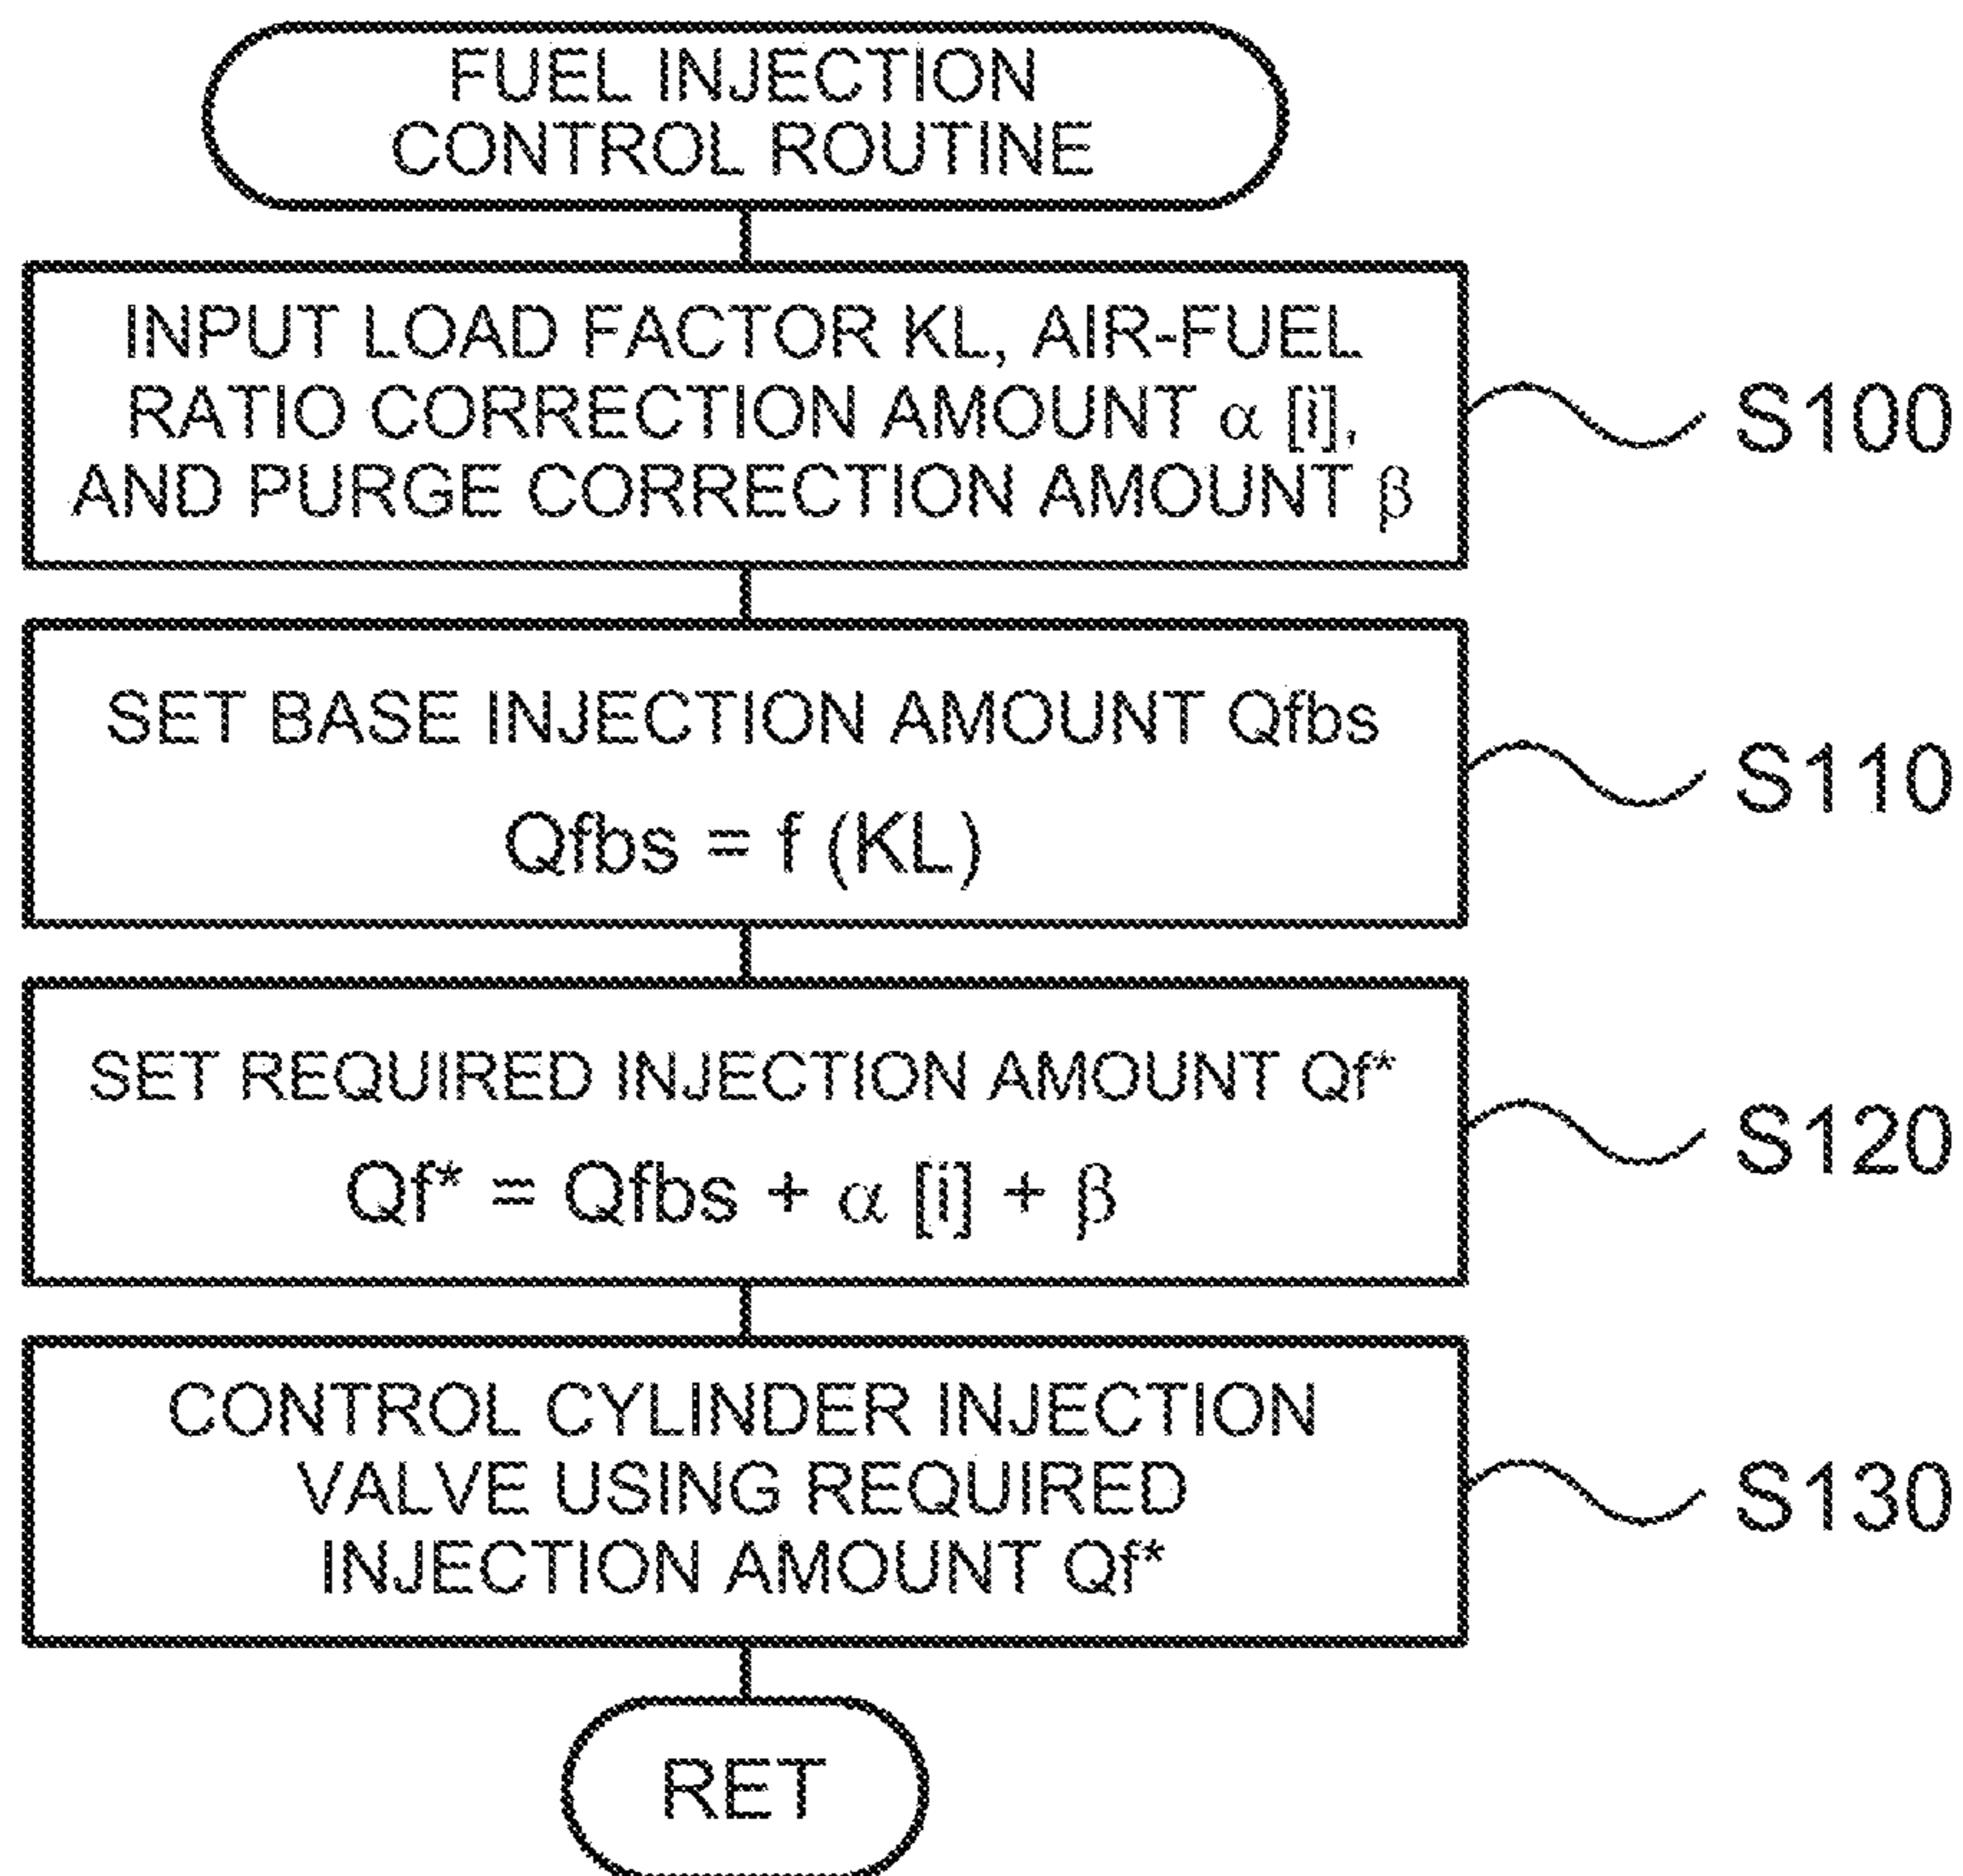 FUEL INJECTION
CONTROL ROUTINE
INPUT LOAD FACTOR KL, AIR-FUEL
RATIO CORRECTION AMOUNT α [i],
AND PURGE CORRECTION AMOUNT β
S100
SET BASE INJECTION AMOUNT Qfbs
Qfbs = f (KL)
S110
SET REQUIRED INJECTION AMOUNT Qf*
Qf* = Qfbs + α [i] + β
S120
CONTROL CYLINDER INJECTION
VALVE USING REQUIRED
INJECTION AMOUNT Qf*
S130
RET